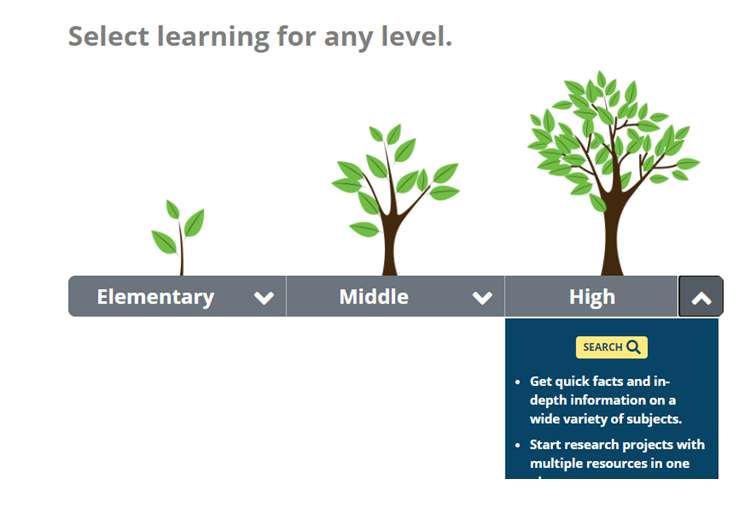 Select learning for any level.
Elementary
Middle
High
SEARCH
• Get quick facts and in-
depth information on a
wide variety of subjects.
• Start research projects with
multiple resources in one